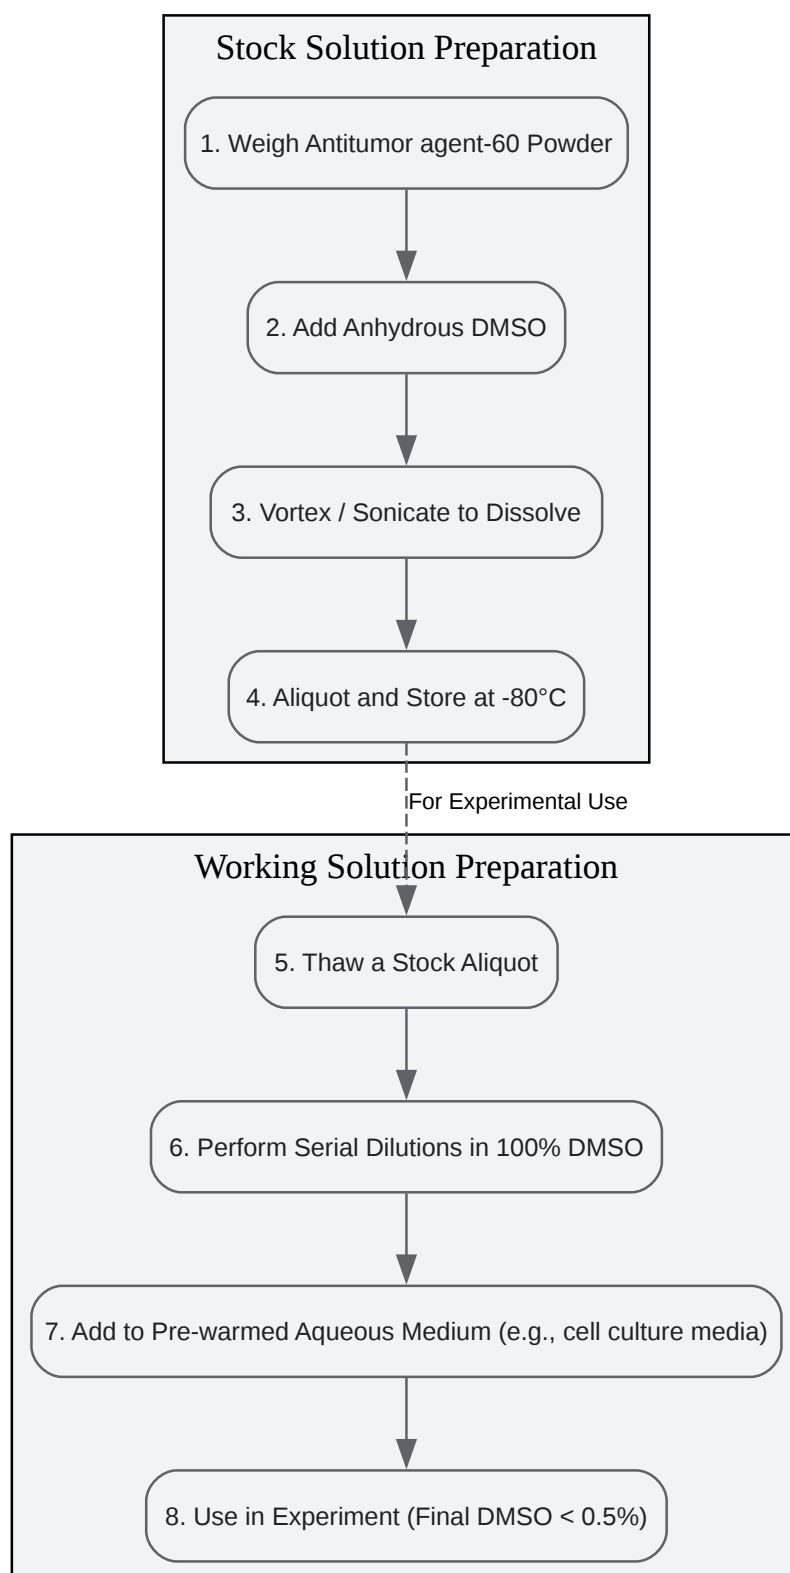 Stock Solution Preparation
1. Weigh Antitumor agent-60 Powder
2. Add Anhydrous DMSO
3. Vortex / Sonicate to Dissolve
4. Aliquot and Store at -80°C
For Experimental Use
Working Solution Preparation
5. Thaw a Stock Aliquot
6. Perform Serial Dilutions in 100% DMSO
7. Add to Pre-warmed Aqueous Medium (e.g., cell culture media)
8. Use in Experiment (Final DMSO < 0.5%)